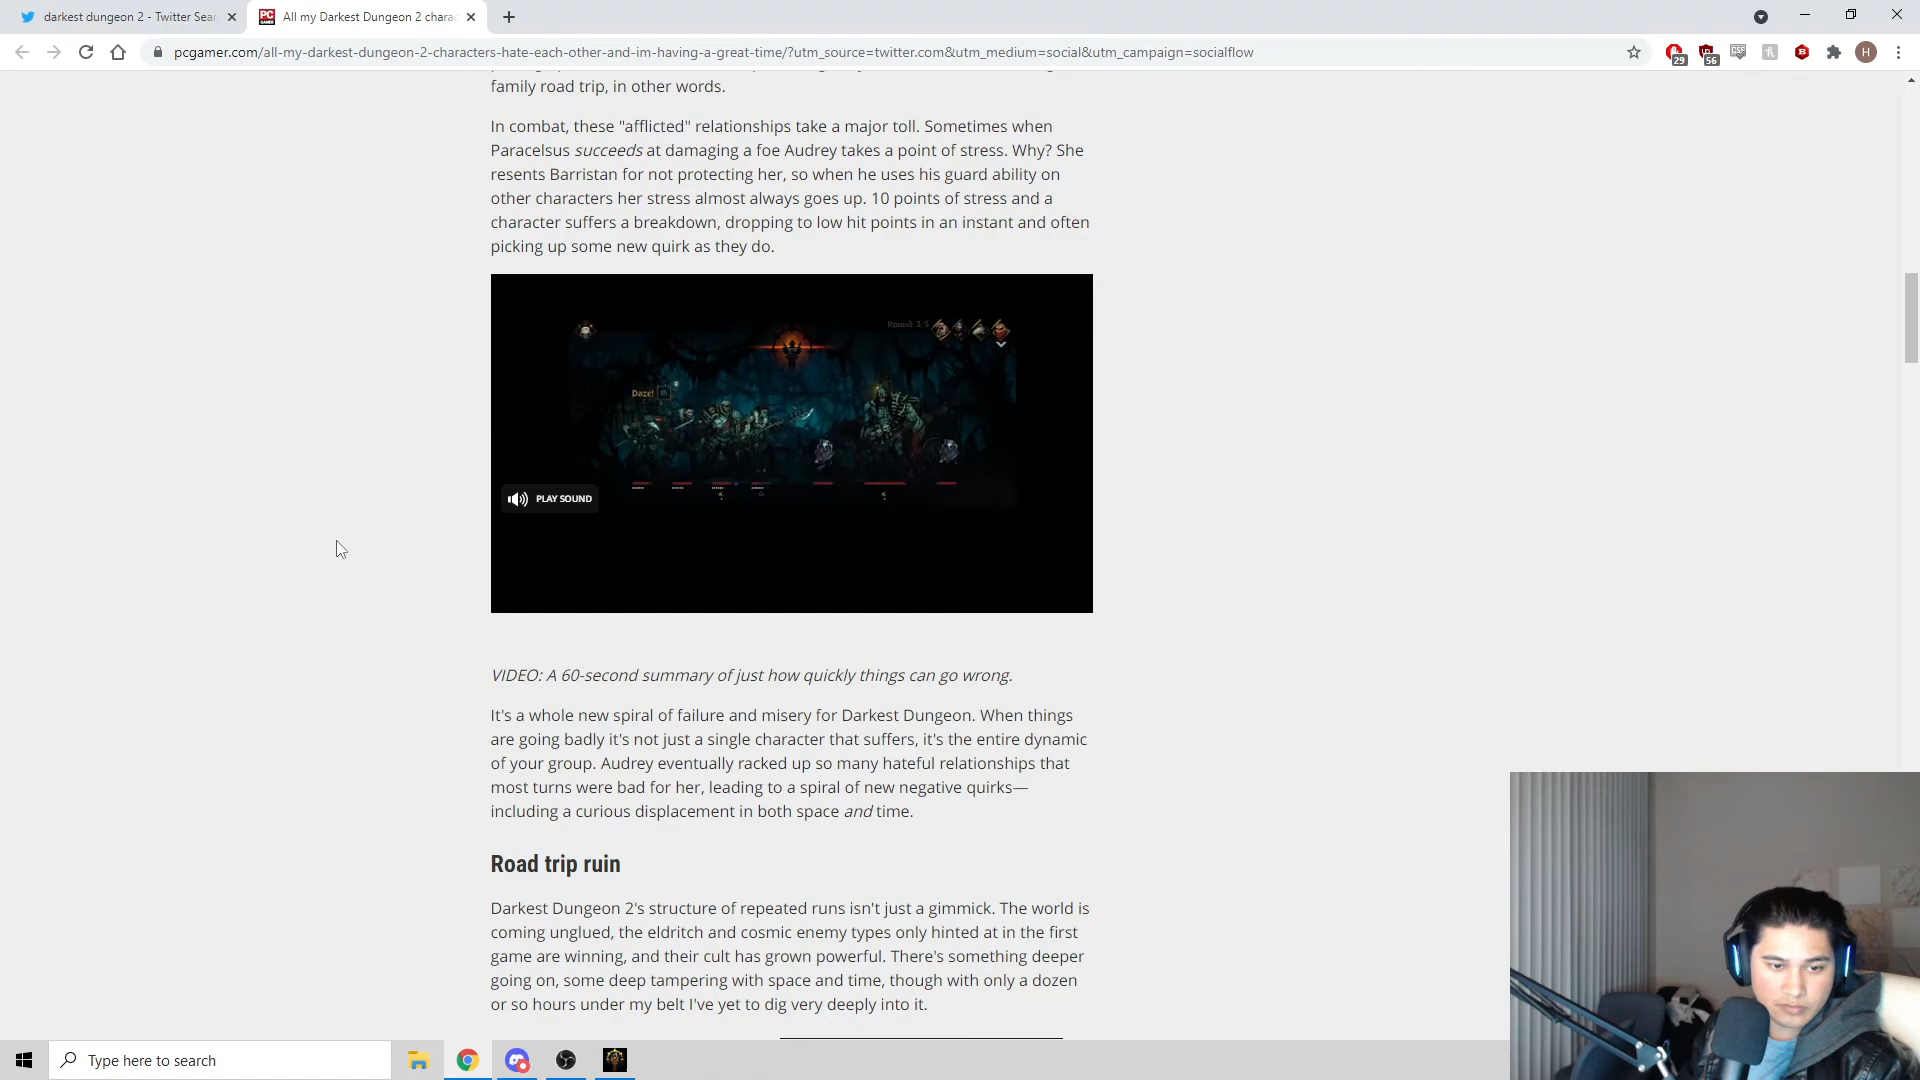 darkest dungeon 2 - Twitter Sear
All my Darkest Dungeon 2 charac
pcgamer.com/all-my-darkest-dungeon-2-characters-hate-each-other-and-im-having-a-great-time/?utm_source=twitter.com&utm_medium=social&utm_campaign=socialflow
29
56
H
family road trip, in other words.
In combat, these "afflicted" relationships take a major toll. Sometimes when
Paracelsus succeeds at damaging a foe Audrey takes a point of stress. Why? She
resents Barristan for not protecting her, so when he uses his guard ability on
other characters her stress almost always goes up. 10 points of stress and a
character suffers a breakdown, dropping to low hit points in an instant and often
picking up some new quirk as they do.
Round 3/5
Daze!
PLAY SOUND
VIDEO: A 60-second summary of just how quickly things can go wrong.
It's a whole new spiral of failure and misery for Darkest Dungeon. When things
are going badly it's not just a single character that suffers, it's the entire dynamic
of your group. Audrey eventually racked up so many hateful relationships that
most turns were bad for her, leading to a spiral of new negative quirks—
including a curious displacement in both space and time.
Road trip ruin
Darkest Dungeon 2's structure of repeated runs isn't just a gimmick. The world is
coming unglued, the eldritch and cosmic enemy types only hinted at in the first
game are winning, and their cult has grown powerful. There's something deeper
going on, some deep tampering with space and time, though with only a dozen
or so hours under my belt I've yet to dig very deeply into it.
Type here to search